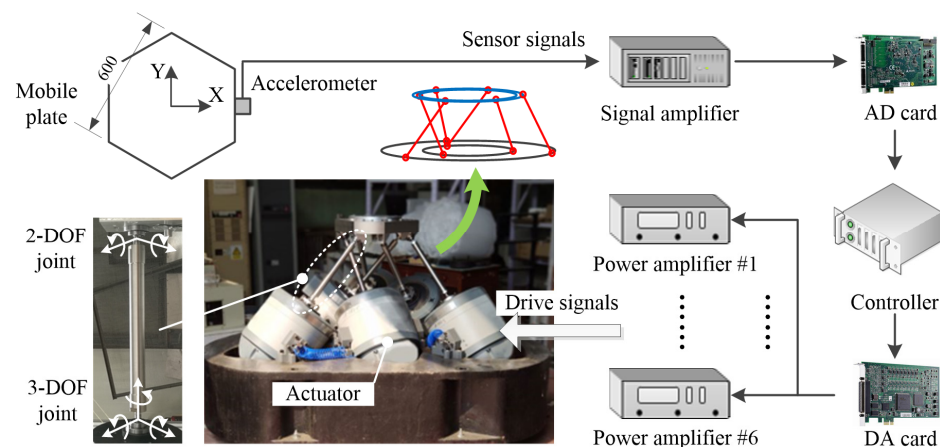 600
Mobile
plate
Y
X
Accelerometer
Sensor signals
Signal amplifier
AD card
2-DOF
joint
3-DOF
joint
Actuator
Drive signals
Power amplifier #1
Power amplifier #6
Controller
DA card